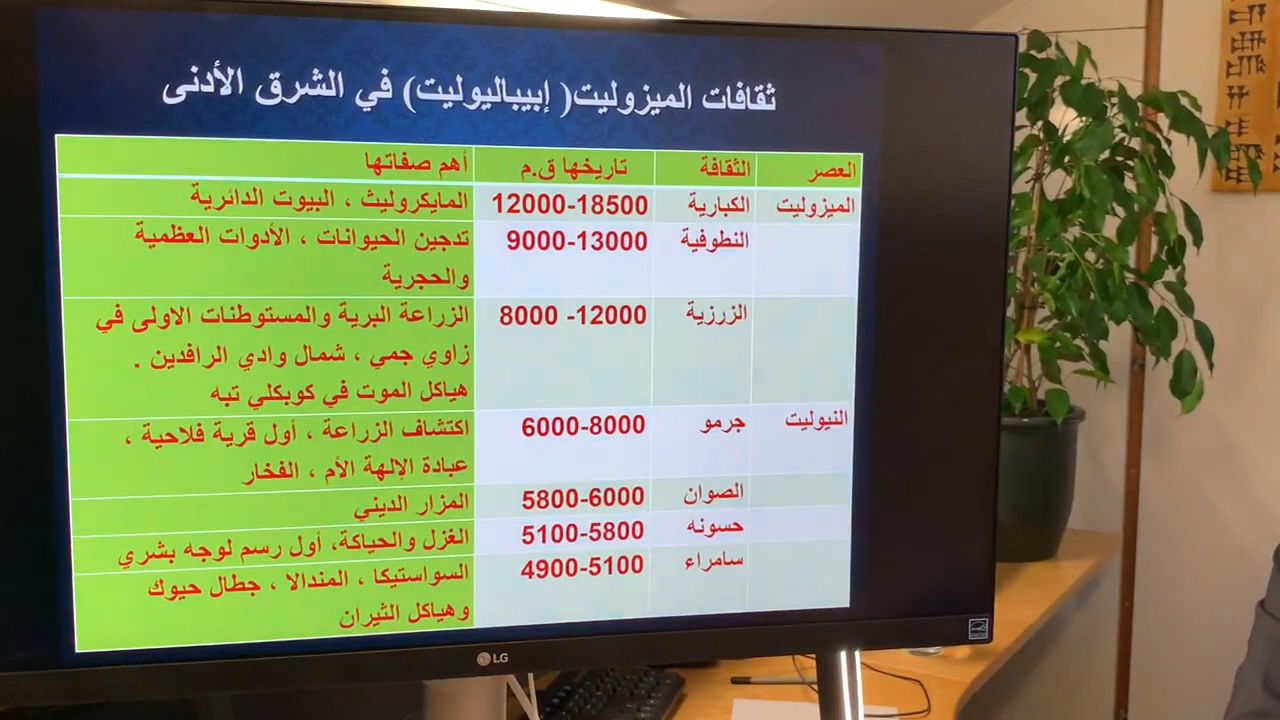 ثقافات الميزوليت( إبيباليوليت) في الشرق الأدنى
العصر الثقافة تاريخها ق.م أهم صفاتها
الميزوليت الكبارية 12000-18500 المايكروليث ، البيوت الدائرية
النطوفية 9000-13000 تدجين الحيوانات ، الأدوات العظمية
والحجرية
الزرزية 8000 -12000 الزراعة البرية والمستوطنات الاولى في
زاوي جمي ، شمال وادي الرافدين .
هياكل الموت في كوبكلي تبه
النيوليت جرمو 6000-8000 اكتشاف الزراعة ، أول قرية فلاحية ،
عبادة الإلهة الأم ، الفخار
الصوان 5800-6000 المزار الديني
حسونه 5100-5800 الغزل والحياكة، أول رسم لوجه بشري
سامراء 4900-5100 السواستيكا ، المندالا ، جطال حيوك
وهياكل الثيران
LG